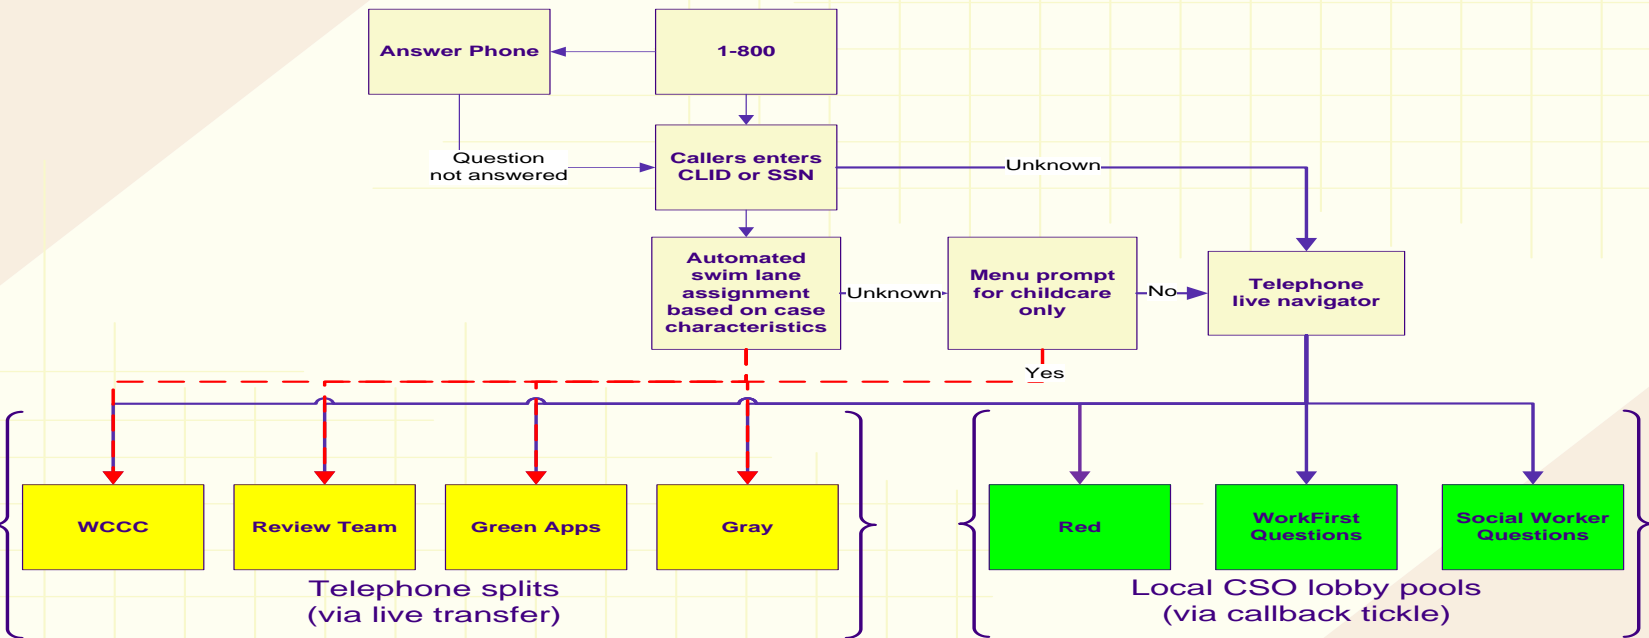 Answer Phone
1-800
Question
not answered
Callers enters
CLID or SSN
Unknown
Automated
swim lane
assignment
based on case
characteristics
Unknown
Menu prompt
for childcare
only
No
Telephone
live navigator
Yes
WCCC
Review Team
Green Apps
Gray
Red
WorkFirst
Questions
Social Worker
Questions
Telephone splits
(via live transfer)
Local CSO lobby pools
(via callback tickle)